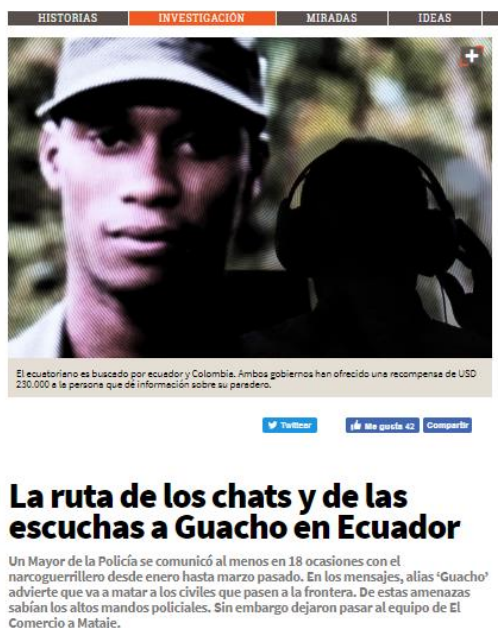 HISTORIAS
INVESTIGACIÓN
MIRADAS
IDEAS
El ecuatoriano es buscado por ecuador y Colombia. Ambos gobiernos han ofrecido una recompensa de USD
230.000 a la persona que dé información sobre su paradero.
Twittear
Me gusta 42
Compartir
La ruta de los chats y de las
escuchas a Guacho en Ecuador
Un Mayor de la Policía se comunicó al menos en 18 ocasiones con el
narcoguerrillero desde enero hasta marzo pasado. En los mensajes, alias ‘Guacho’
advierte que va a matar a los civiles que pasen a la frontera. De estas amenazas
sabían los altos mandos policiales. Sin embargo dejaron pasar al equipo de El
Comercio a Mataje.